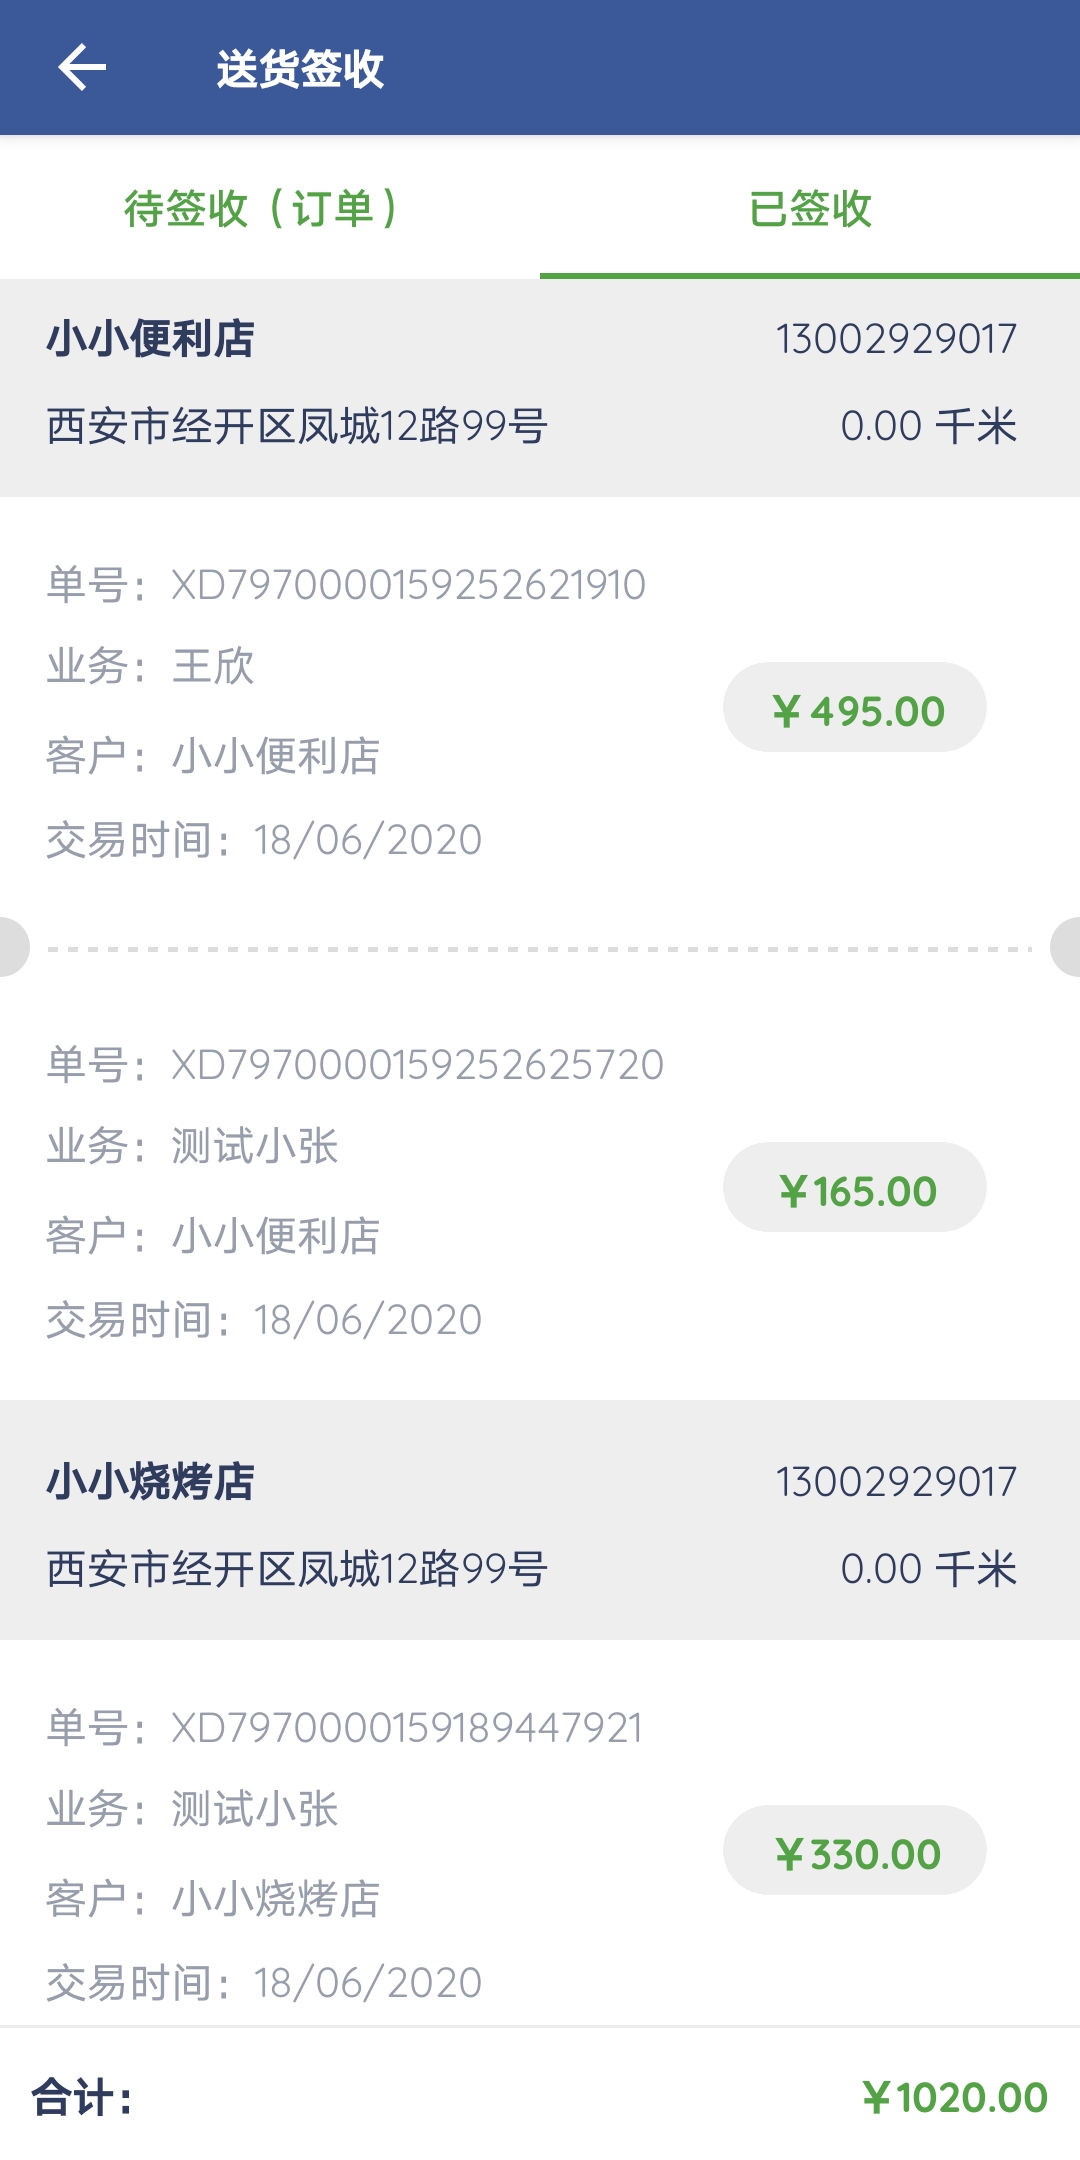 送货签收
待签收（订单） 已签收
小小便利店 13002929017
西安市经开区凤城12路99号 0.00 千米
单号：XD7970000159252621910
业务：王欣
￥495.00
客户：小小便利店
交易时间：18/06/2020
单号：XD7970000159252625720
业务：测试小张
￥165.00
客户：小小便利店
交易时间：18/06/2020
小小烧烤店 13002929017
西安市经开区凤城12路99号 0.00 千米
单号：XD7970000159189447921
业务：测试小张
￥330.00
客户：小小烧烤店
交易时间：18/06/2020
合计： ￥1020.00